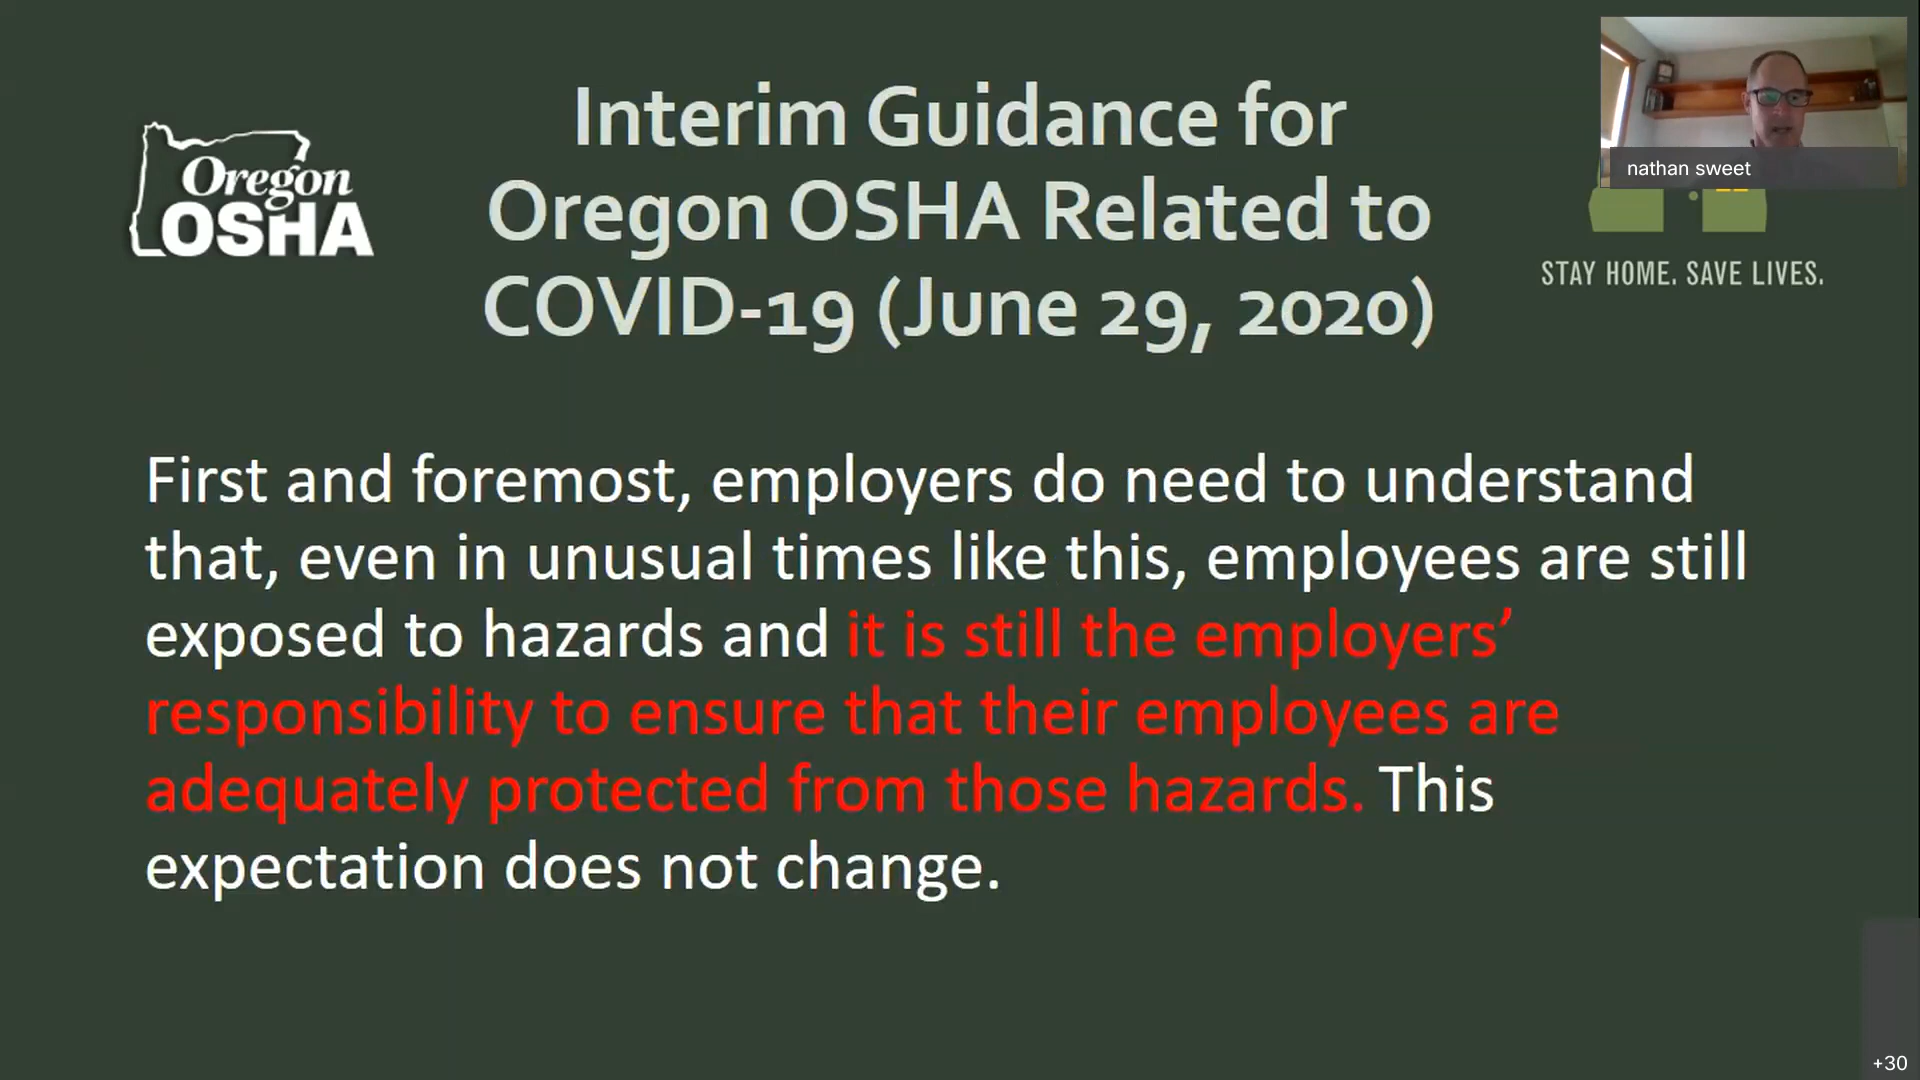 Interim Guidance for
Oregon OSHA Related to
COVID-19 (June 29, 2020)
Oregon
OSHA
nathan sweet
STAY HOME. SAVE LIVES.
First and foremost, employers do need to understand
that, even in unusual times like this, employees are still
exposed to hazards and it is still the employers’
responsibility to ensure that their employees are
adequately protected from those hazards. This
expectation does not change.
+30